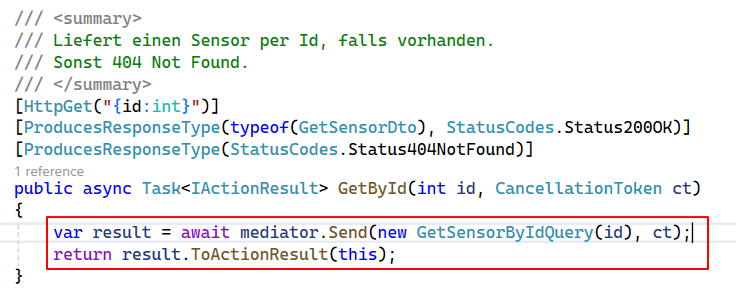 /// <summary>
/// Liefert einen Sensor per Id, falls vorhanden.
/// Sonst 404 Not Found.
/// </summary>
[HttpGet("{id:int}")]
[ProducesResponseType(typeof(GetSensorDto), StatusCodes.Status200OK)]
[ProducesResponseType(StatusCodes.Status404NotFound)]
1 reference
public async Task<IActionResult> GetById(int id, CancellationToken ct)
{
var result = await mediator.Send(new GetSensorByIdQuery(id), ct);
return result.ToActionResult(this);
}